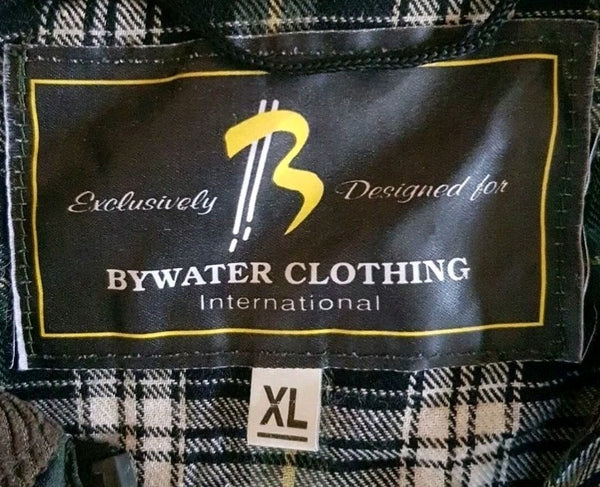 B
Exclusively Designed for
BYWATER CLOTHING
International
XL